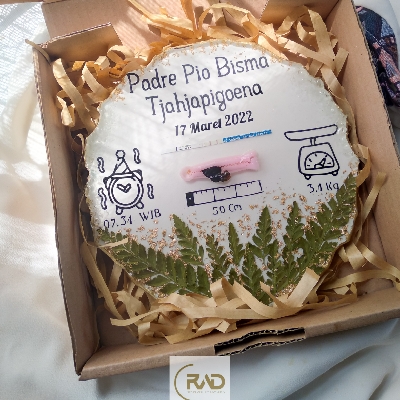 Padre Pio Bisma
Tjahjapigoena
17 Maret 2022
07.34 WIB
50 Cm
3.4 Kg
RAD